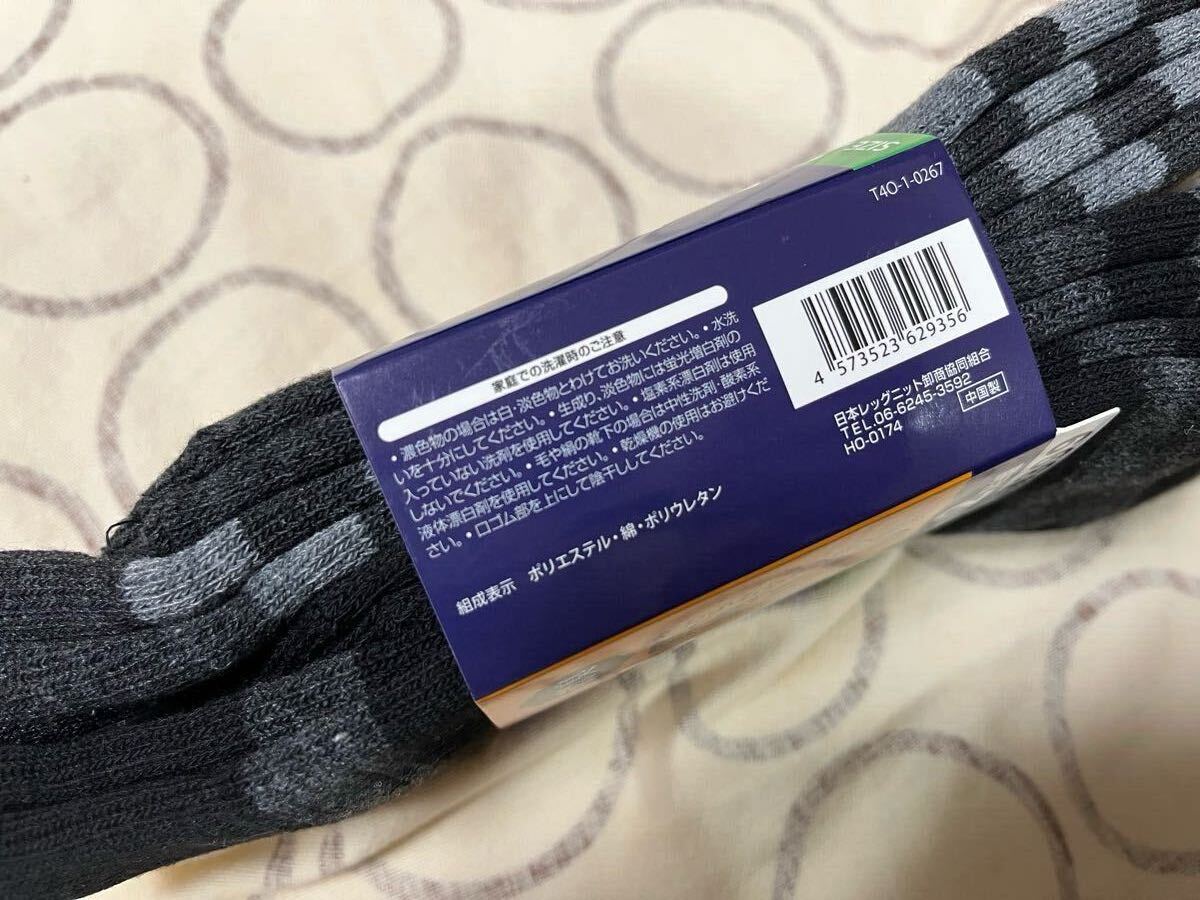 SIZE
T4O-1-0267
家庭での洗濯時のご注意
・濃色物の場合は白・淡色物とわけてお洗いください。・水洗
いを十分にしてください。・生成り、淡色物には蛍光増白剤の
入っていない洗剤を使用してください。・塩素系漂白剤は使用
しないでください。・毛や絹の靴下の場合は中性洗剤・酸素系
液体漂白剤を使用してください。・乾燥機の使用はお避けくだ
さい。・口ゴム部を上にして陰干ししてください。
組成表示 ポリエステル・綿・ポリウレタン
4 573523 629356
日本レッグニット卸商協同組合
TEL.06-6245-3592
HO-0174 中国製